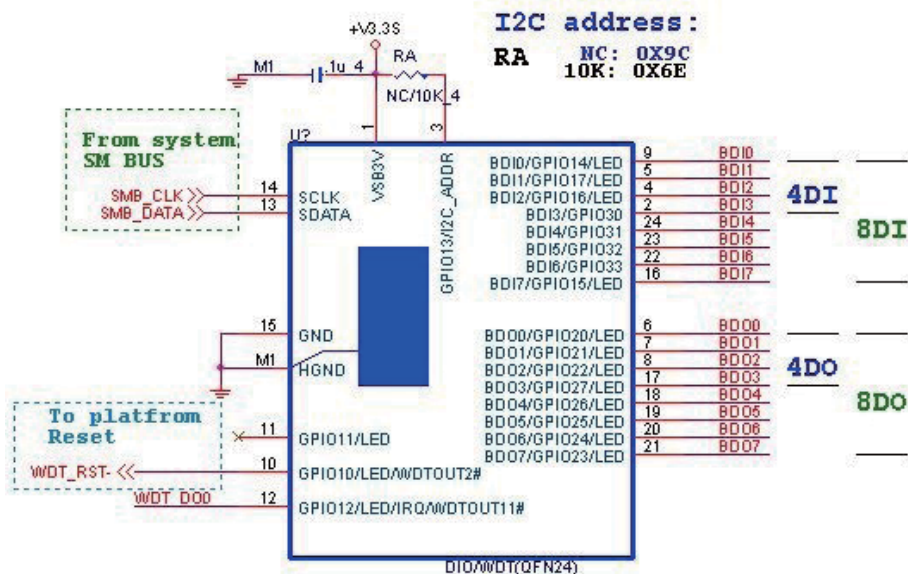 I2C address:
RA NC: 0X9C
10K: 0X6E
+V3.3S
M1 .1u_4 RA
NC/10K_4
From system
SM BUS
SMB_CLK
SMB_DATA
14
13
U?
1
3
SCLK
SDATA
VSB3V
GPIO13/I2C_ADDR
BDI0/GPIO14/LED 9 BDI0
BDI1/GPIO17/LED 5 BDI1
BDI2/GPIO16/LED 4 BDI2
BDI3/GPIO30 2 BDI3
BDI4/GPIO31 24 BDI4
BDI5/GPIO32 23 BDI5
BDI6/GPIO33 22 BDI6
BDI7/GPIO15/LED 16 BDI7
4DI
8DI
15 GND
M1 HGND
BDO0/GPIO20/LED 6 BDO0
BDO1/GPIO21/LED 7 BDO1
BDO2/GPIO22/LED 8 BDO2
BDO3/GPIO27/LED 17 BDO3
BDO4/GPIO26/LED 18 BDO4
BDO5/GPIO25/LED 19 BDO5
BDO6/GPIO24/LED 20 BDO6
BDO7/GPIO23/LED 21 BDO7
4DO
8DO
To platfrom
Reset
11 GPIO11/LED
WDT_RST- 10 GPIO10/LED/WDTOUT2#
WDT DO0 12 GPIO12/LED/IRQ/WDTOUT11#
DIO/WDT(QFN24)